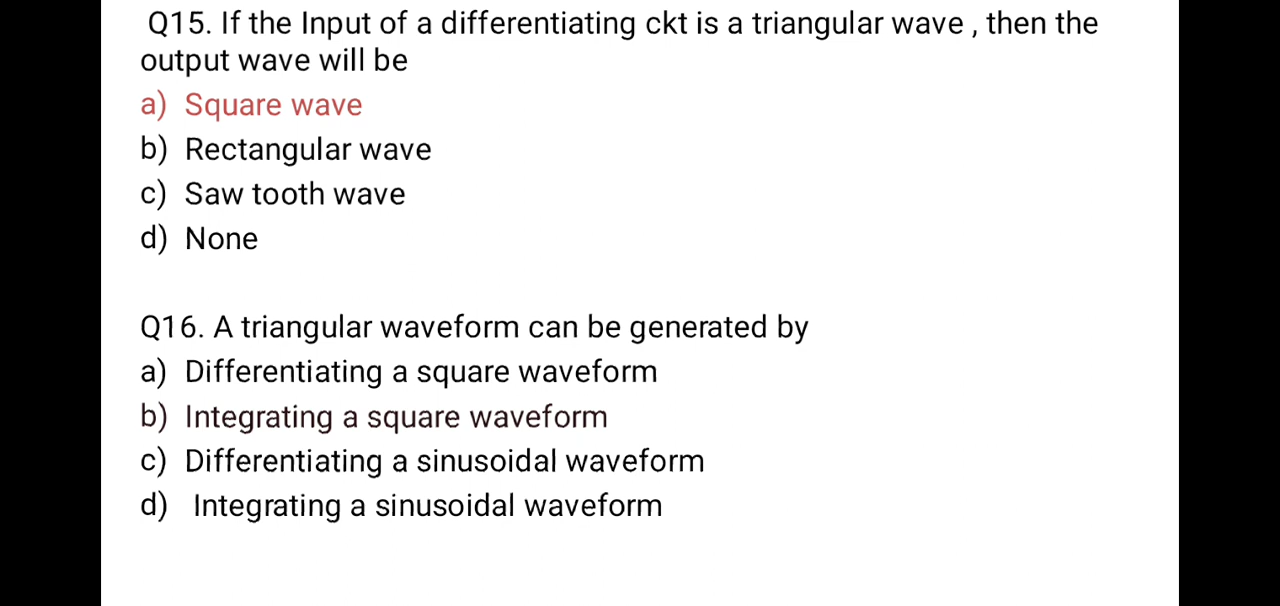 Q15. If the Input of a differentiating ckt is a triangular wave , then the
output wave will be
a) Square wave
b) Rectangular wave
c) Saw tooth wave
d) None
Q16. A triangular waveform can be generated by
a) Differentiating a square waveform
b) Integrating a square waveform
c) Differentiating a sinusoidal waveform
d) Integrating a sinusoidal waveform